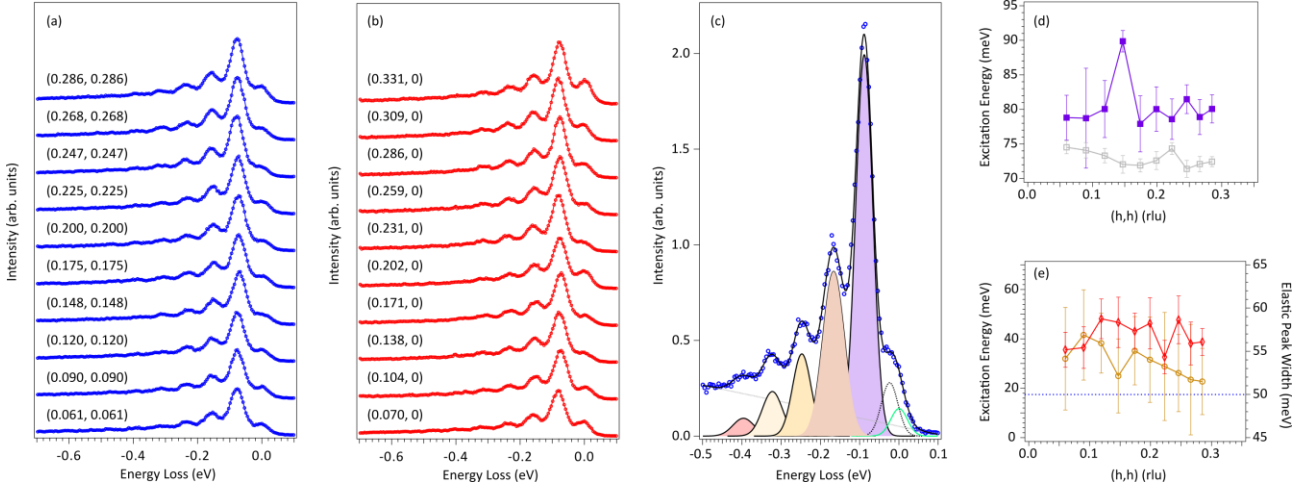 (a)
(0.286, 0.286)
(0.268, 0.268)
(0.247, 0.247)
(0.225, 0.225)
(0.200, 0.200)
(0.175, 0.175)
(0.148, 0.148)
(0.120, 0.120)
(0.090, 0.090)
(0.061, 0.061)
Intensity (arb. units)
-0.6 -0.4 -0.2 0.0
Energy Loss (eV)
(b)
(0.331, 0)
(0.309, 0)
(0.286, 0)
(0.259, 0)
(0.231, 0)
(0.202, 0)
(0.171, 0)
(0.138, 0)
(0.104, 0)
(0.070, 0)
Intensity (arb. units)
-0.6 -0.4 -0.2 0.0
Energy Loss (eV)
(c)
2.0
1.5
1.0
0.5
0.0
Intensity (arb. units)
-0.5 -0.4 -0.3 -0.2 -0.1 0.0 0.1
Energy Loss (eV)
(d)
95
90
85
80
75
70
Excitation Energy (meV)
0.0 0.1 0.2 0.3
(h,h) (rlu)
(e)
60
40
20
0
Excitation Energy (meV)
65
60
55
50
45
Elastic Peak Width (meV)
0.0 0.1 0.2 0.3
(h,h) (rlu)